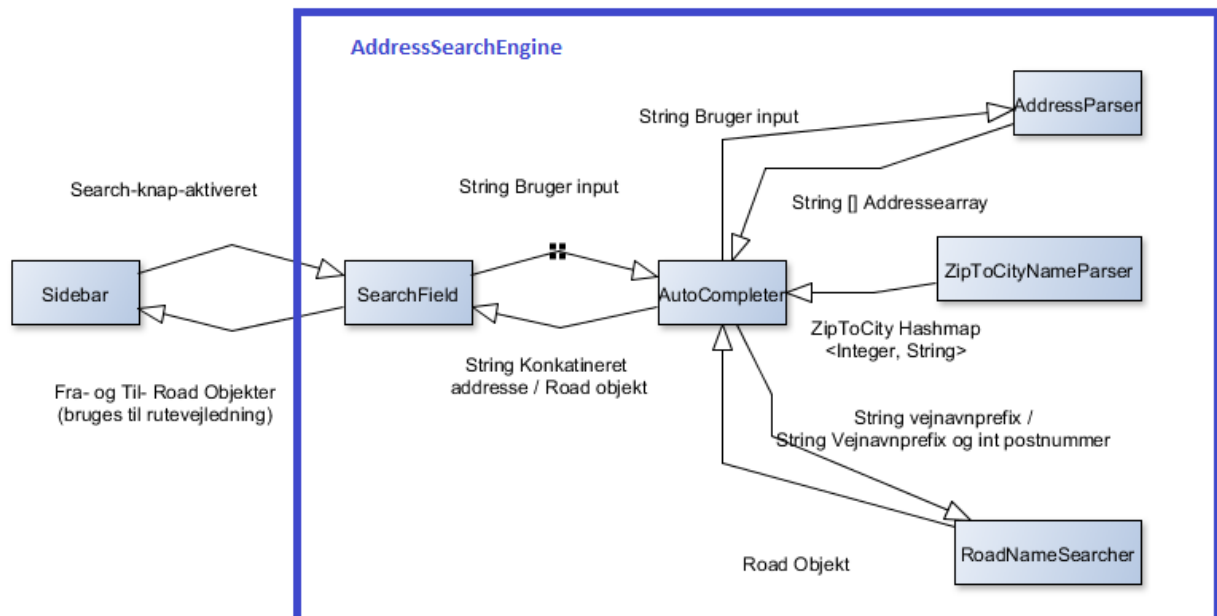 AddressSearchEngine
AddressParser
String Bruger input
Search-knap-aktiveret
String Bruger input
String [] Addressearray
ZipToCityNameParser
Sidebar
SearchField
AutoCompleter
ZipToCity Hashmap
<Integer, String>
String Konkatineret
addresse / Road objekt
Fra- og Til- Road Objekter
(bruges til rutevejledning)
String vejnavnprefix /
String Vejnavnprefix og int postnummer
RoadNameSearcher
Road Objekt